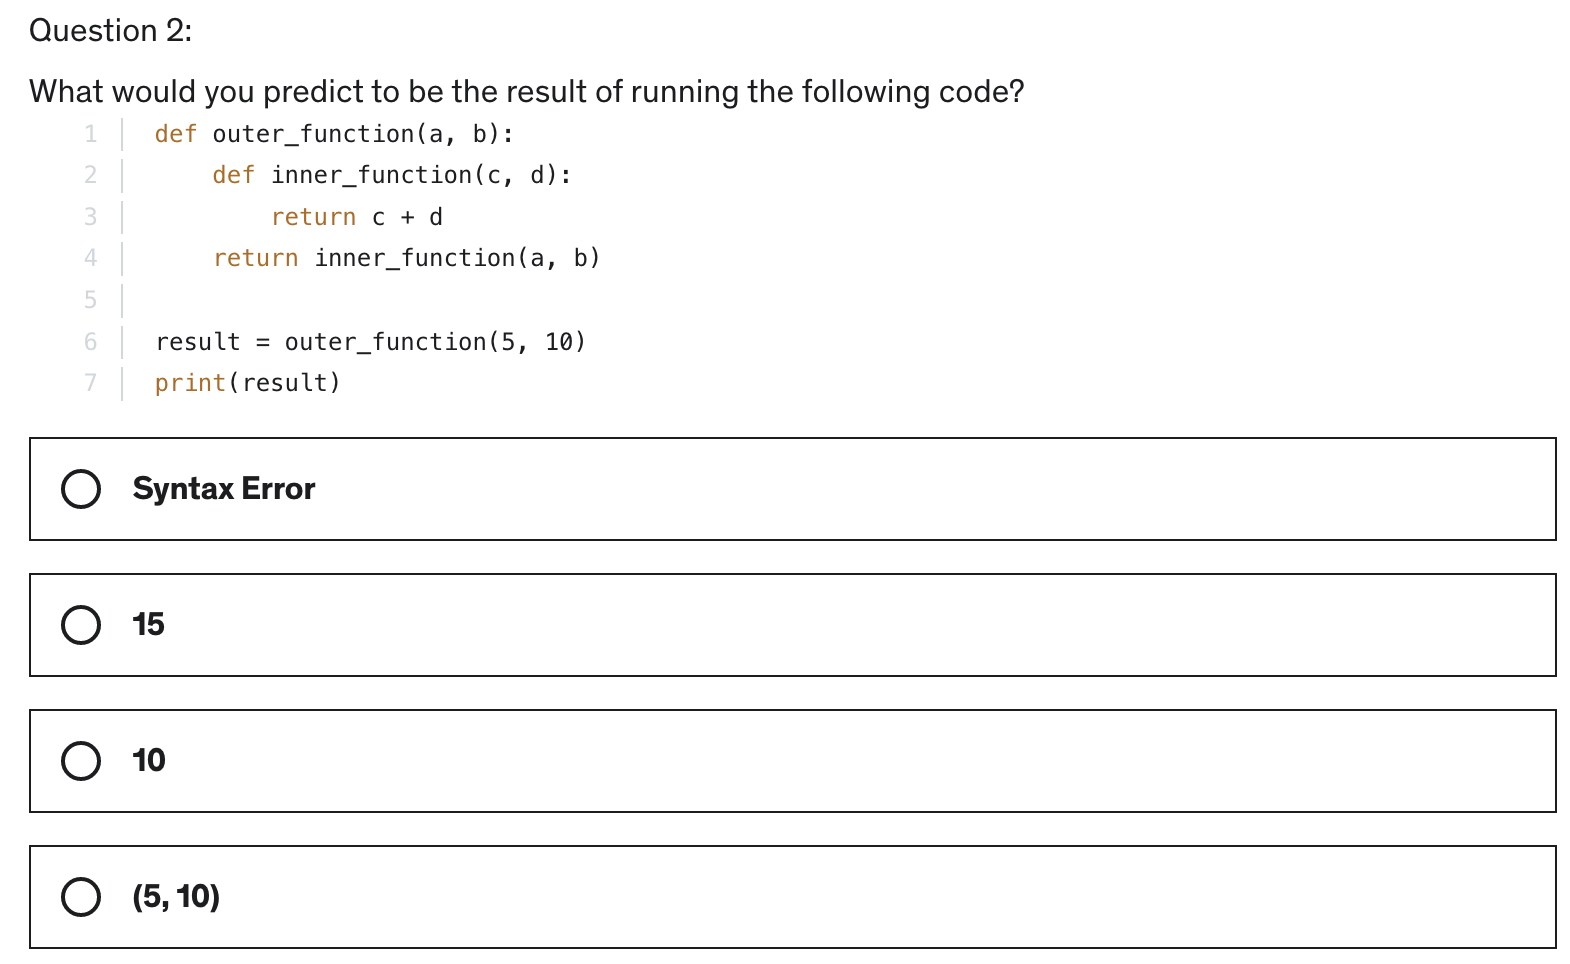 Question 2:
What would you predict to be the result of running the following code?
1 def outer_function(a, b):
2     def inner_function(c, d):
3         return c + d
4     return inner_function(a, b)
5
6 result = outer_function(5, 10)
7 print(result)
Syntax Error
15
10
(5, 10)